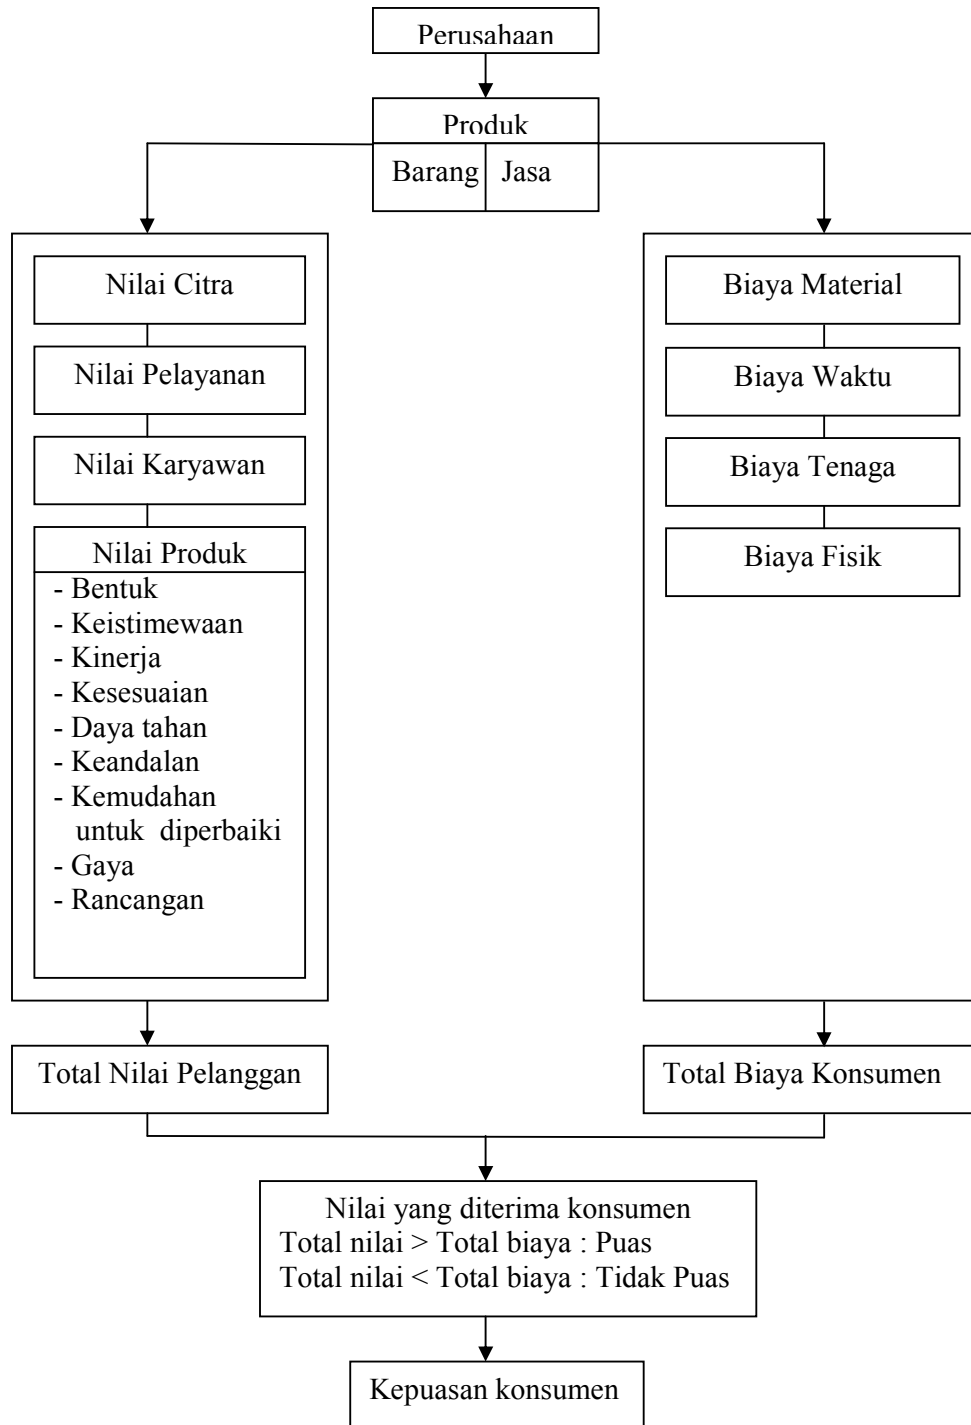 Perusahaan
Produk
Barang
Jasa
Nilai Citra
Nilai Pelayanan
Nilai Karyawan
Nilai Produk
- Bentuk
- Keistimewaan
- Kinerja
- Kesesuaian
- Daya tahan
- Keandalan
- Kemudahan
untuk diperbaiki
- Gaya
- Rancangan
Biaya Material
Biaya Waktu
Biaya Tenaga
Biaya Fisik
Total Nilai Pelanggan
Total Biaya Konsumen
Nilai yang diterima konsumen
Total nilai > Total biaya : Puas
Total nilai < Total biaya : Tidak Puas
Kepuasan konsumen